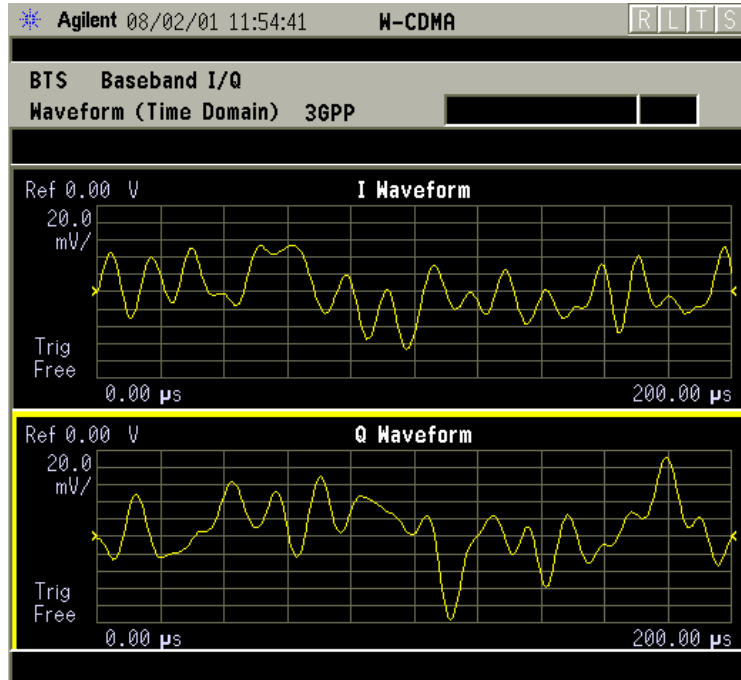 Agilent 08/02/01 11:54:41 W-CDMA R L T S
BTS Baseband I/Q
Waveform (Time Domain) 3GPP
Ref 0.00 V I Waveform
20.0
mV/
Trig
Free
0.00 µs 200.00 µs
Ref 0.00 V Q Waveform
20.0
mV/
Trig
Free
0.00 µs 200.00 µs